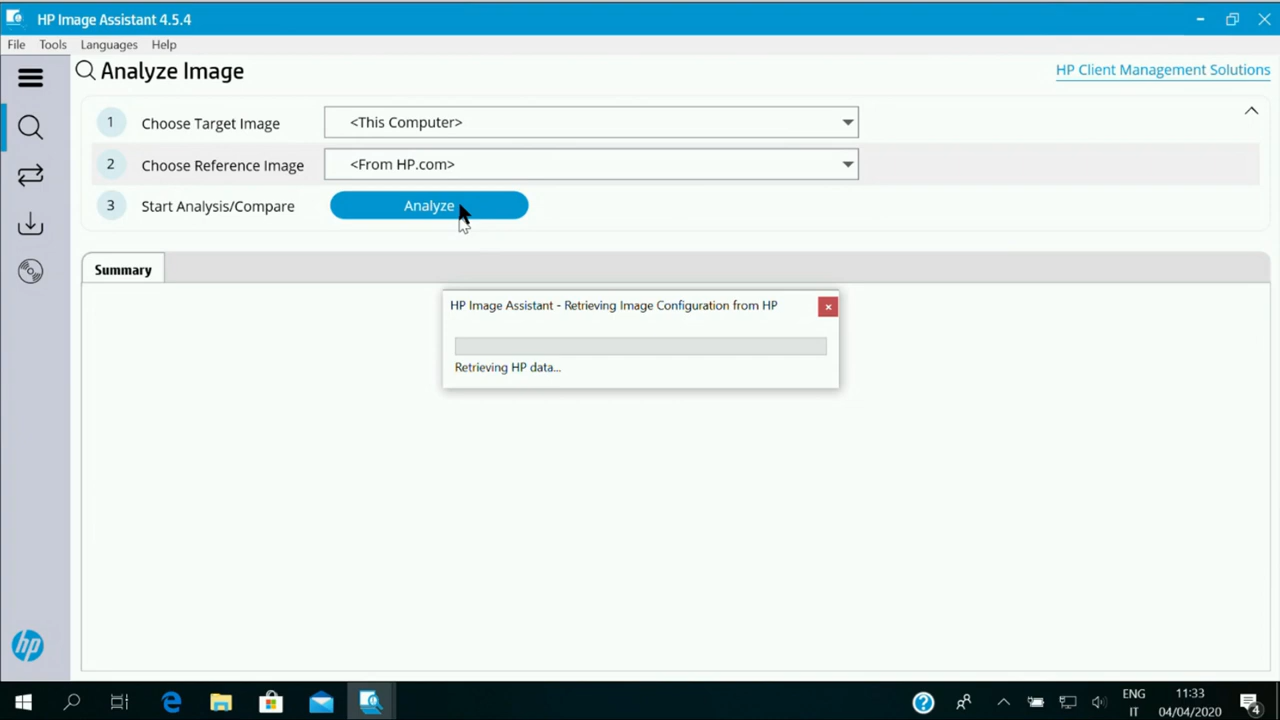 HP Image Assistant 4.5.4
File Tools Languages Help
Analyze Image
HP Client Management Solutions
1 Choose Target Image <This Computer>
2 Choose Reference Image <From HP.com>
3 Start Analysis/Compare Analyze
Summary
HP Image Assistant - Retrieving Image Configuration from HP
Retrieving HP data...
hp
ENG 11:33
IT 04/04/2020 4